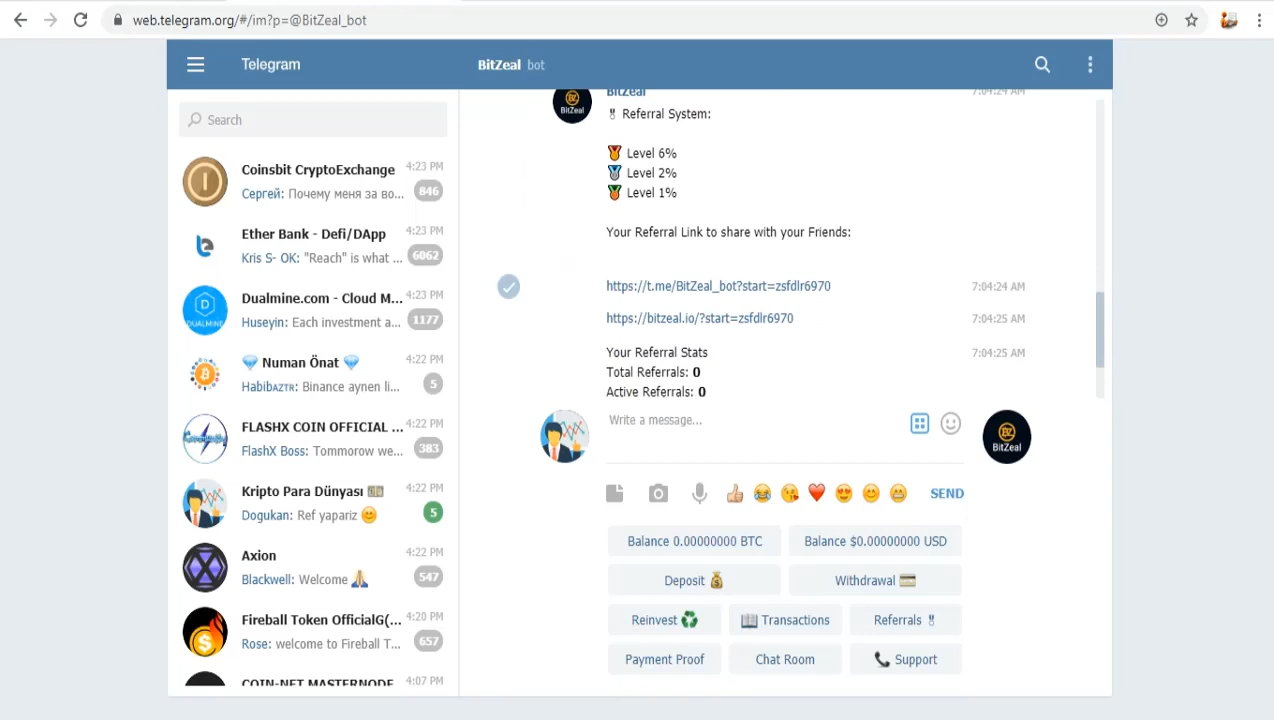 web.telegram.org/#/im?p=@BitZeal_bot
Telegram
BitZeal bot
Search
Coinsbit CryptoExchange 4:23 PM
Сергей: Почему меня за во... 846
Ether Bank - Defi/DApp 4:23 PM
Kris S- OK: "Reach" is what ... 6062
Dualmine.com - Cloud M... 4:23 PM
Huseyin: Each investment a... 1177
💎 Numan Önat 💎 4:22 PM
Habibᴀᴢᴛʀ: Binance aynen li... 5
FLASHX COIN OFFICIAL ... 4:22 PM
FlashX Boss: Tommorow we... 383
Kripto Para Dünyası 💵 4:22 PM
Dogukan: Ref yapariz 😊 5
Axion 4:22 PM
Blackwell: Welcome 🙏 547
Fireball Token OfficialG(... 4:20 PM
Rose: welcome to Fireball T... 657
COIN-NET MASTERNODE 4:07 PM
BitZeal 7:04:24 AM
🎖 Referral System:
🥇 Level 6%
🥈 Level 2%
🥉 Level 1%
Your Referral Link to share with your Friends:
https://t.me/BitZeal_bot?start=zsfdlr6970 7:04:24 AM
https://bitzeal.io/?start=zsfdlr6970 7:04:25 AM
Your Referral Stats 7:04:25 AM
Total Referrals: 0
Active Referrals: 0
Write a message...
SEND
Balance 0.00000000 BTC
Balance $0.00000000 USD
Deposit 💰
Withdrawal 💳
Reinvest ♻️
📖 Transactions
Referrals 🎖
Payment Proof
Chat Room
📞 Support
BitZeal
BitZeal
DUALMINE